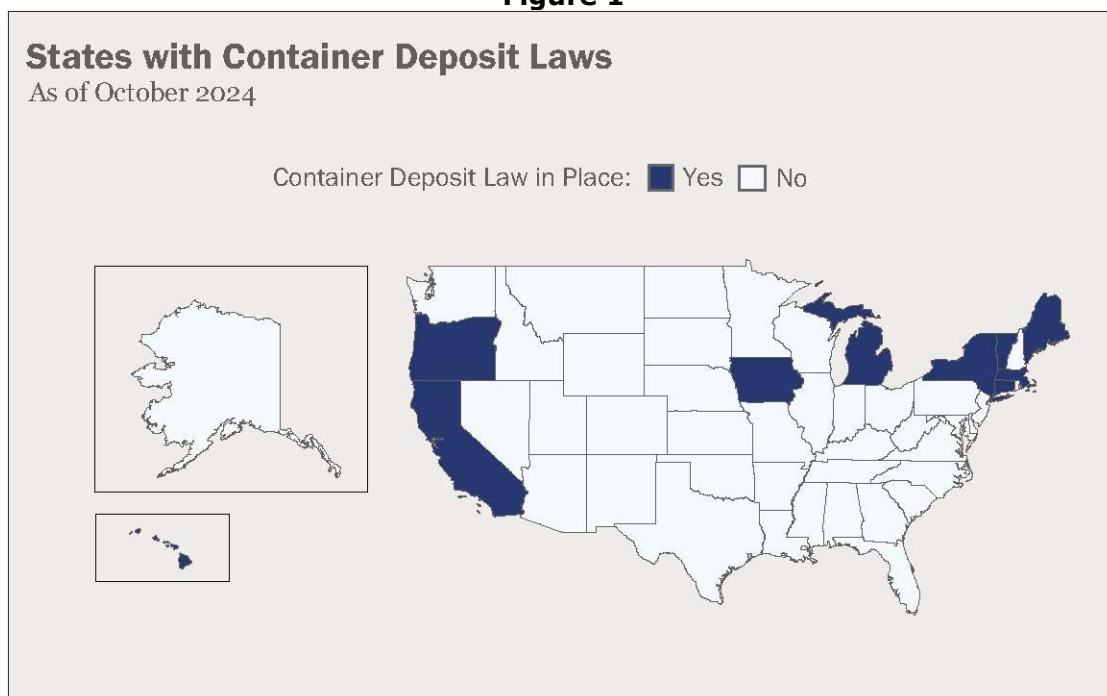 Figure 1
States with Container Deposit Laws
As of October 2024
Container Deposit Law in Place: Yes No